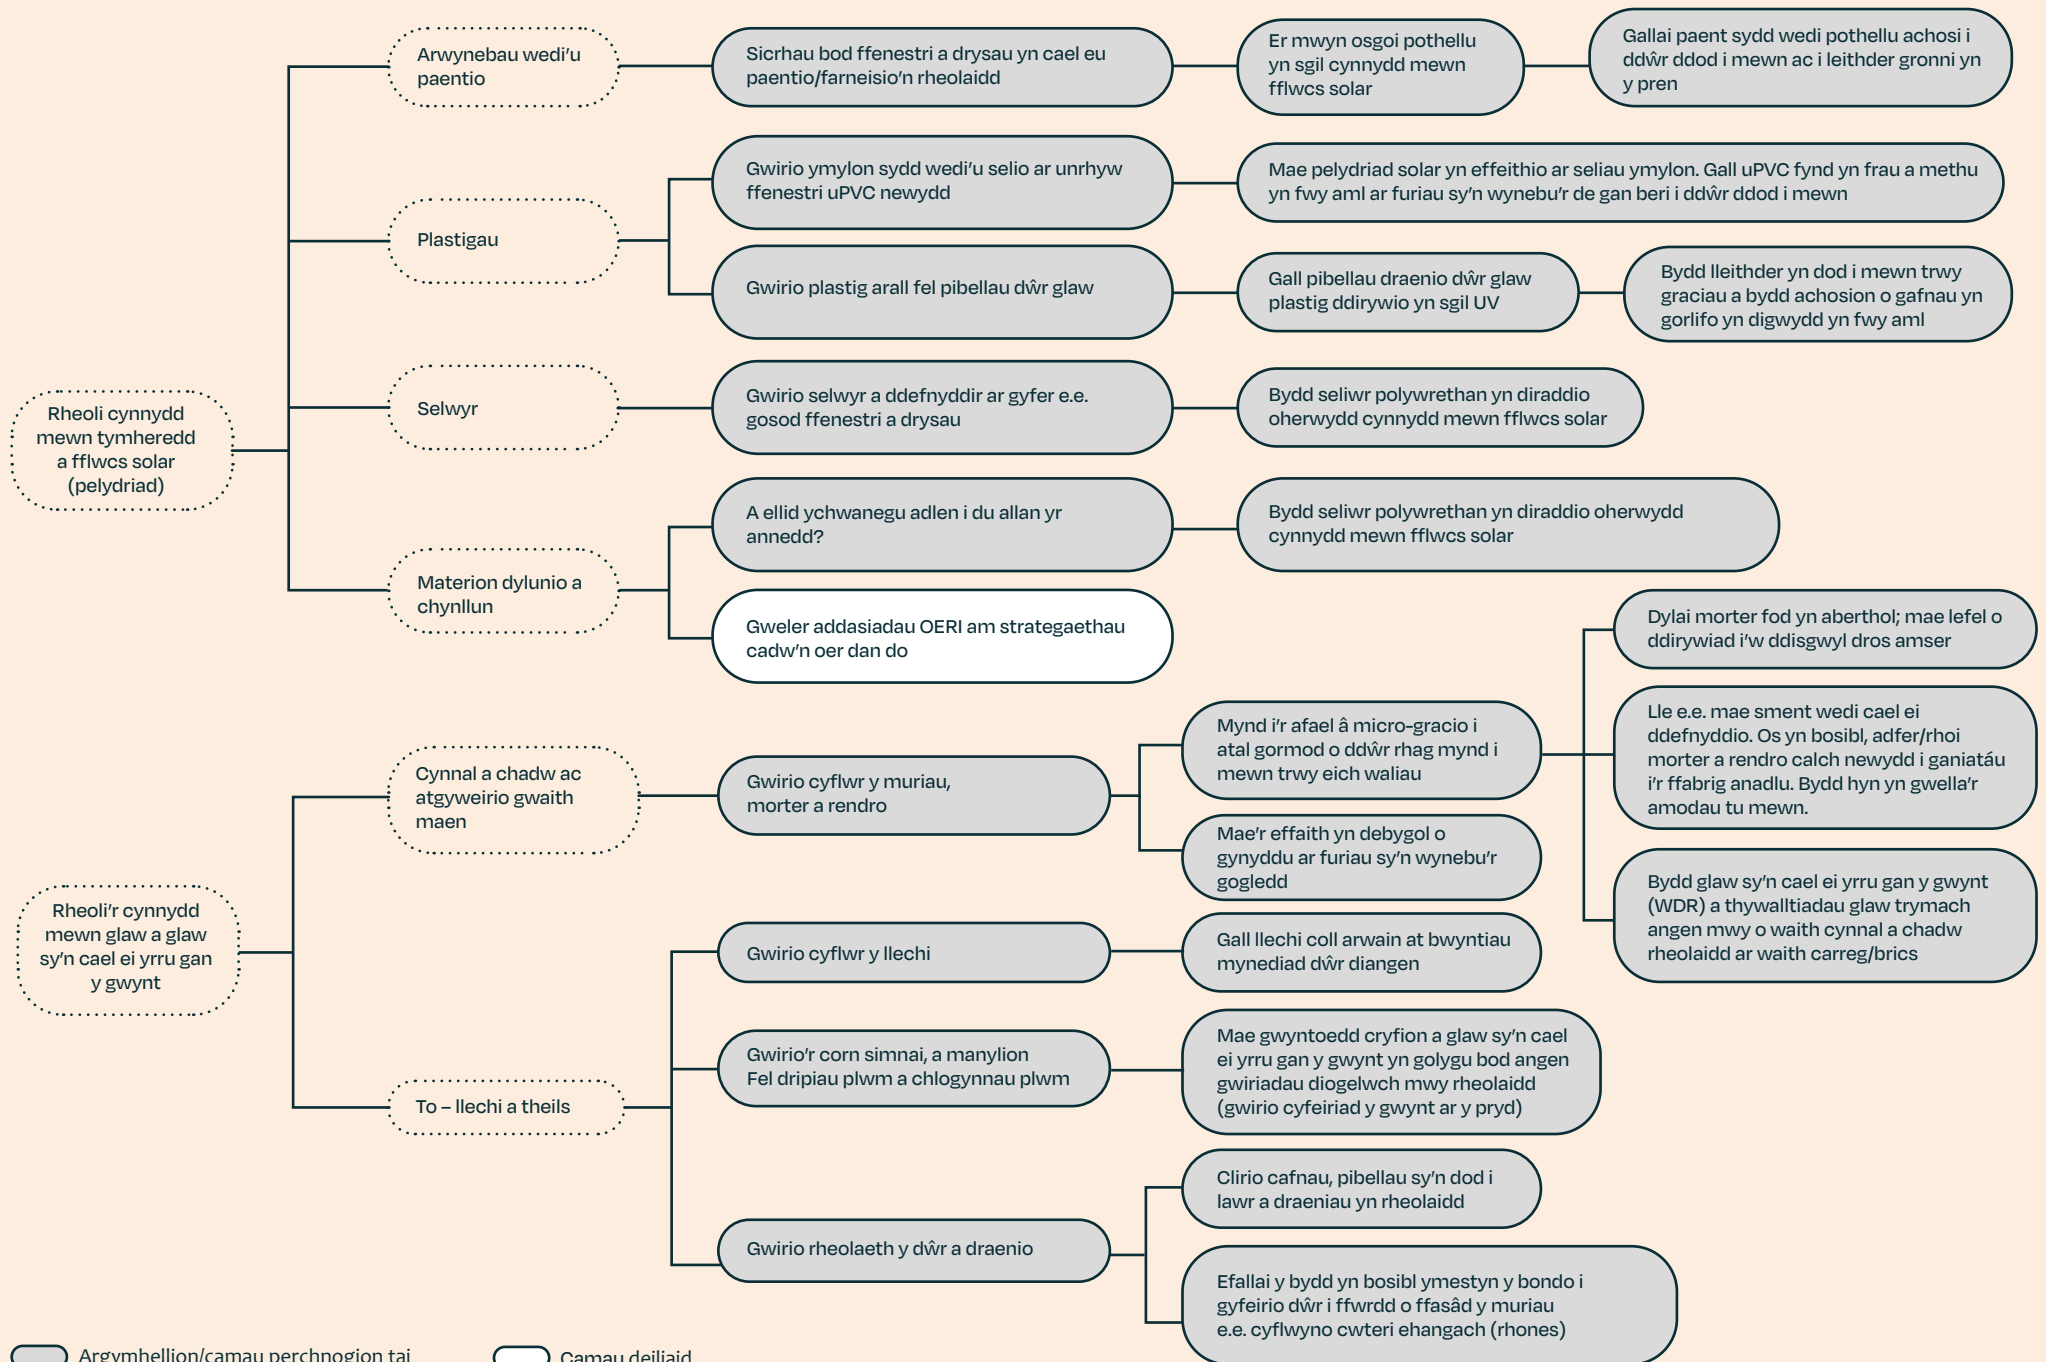 Rheoli cynnydd
mewn tymheredd
a fflwcs solar
(pelydriad)
Arwynebau wedi'u
paentio
Sicrhau bod ffenestri a drysau yn cael eu
paentio/farneisio'n rheolaidd
Er mwyn osgoi pothellu
yn sgil cynnydd mewn
fflwcs solar
Gallai paent sydd wedi pothellu achosi i
ddŵr ddod i mewn ac i leithder gronni yn
y pren
Plastigau
Gwirio ymylon sydd wedi'u selio ar unrhyw
ffenestri uPVC newydd
Mae pelydriad solar yn effeithio ar seliau ymylon. Gall uPVC fynd yn frau a methu
yn fwy aml ar furiau sy'n wynebu'r de gan beri i ddŵr ddod i mewn
Gwirio plastig arall fel pibellau dŵr glaw
Gall pibellau draenio dŵr glaw
plastig ddirywio yn sgil UV
Bydd lleithder yn dod i mewn trwy
graciau a bydd achosion o gafnau yn
gorlifo yn digwydd yn fwy aml
Selwyr
Gwirio selwyr a ddefnyddir ar gyfer e.e.
gosod ffenestri a drysau
Bydd seliwr polywrethan yn diraddio
oherwydd cynnydd mewn fflwcs solar
Materion dylunio a
chynllun
A ellid ychwanegu adlen i du allan yr
annedd?
Bydd seliwr polywrethan yn diraddio oherwydd
cynnydd mewn fflwcs solar
Gweler addasiadau OERI am strategaethau
cadw'n oer dan do
Rheoli'r cynnydd
mewn glaw a glaw
sy'n cael ei yrru gan
y gwynt
Cynnal a chadw ac
atgyweirio gwaith
maen
Gwirio cyflwr y muriau,
morter a rendro
Mynd i'r afael â micro-gracio i
atal gormod o ddŵr rhag mynd i
mewn trwy eich waliau
Dylai morter fod yn aberthol; mae lefel o
ddirywiad i'w ddisgwyl dros amser
Lle e.e. mae sment wedi cael ei
ddefnyddio. Os yn bosibl, adfer/rhoi
morter a rendro calch newydd i ganiatáu
i'r ffabrig anadlu. Bydd hyn yn gwella'r
amodau tu mewn.
Bydd glaw sy'n cael ei yrru gan y gwynt
(WDR) a thywalltiadau glaw trymach
angen mwy o waith cynnal a chadw
rheolaidd ar waith carreg/brics
Mae'r effaith yn debygol o
gynyddu ar furiau sy'n wynebu'r
gogledd
To – llechi a theils
Gwirio cyflwr y llechi
Gall llechi coll arwain at bwyntiau
mynediad dŵr diangen
Gwirio'r corn simnai, a manylion
Fel dripiau plwm a chlogynnau plwm
Mae gwyntoedd cryfion a glaw sy'n cael
ei yrru gan y gwynt yn golygu bod angen
gwiriadau diogelwch mwy rheolaidd
(gwirio cyfeiriad y gwynt ar y pryd)
Gwirio rheolaeth y dŵr a draenio
Clirio cafnau, pibellau sy'n dod i
lawr a draeniau yn rheolaidd
Efallai y bydd yn bosibl ymestyn y bondo i
gyfeirio dŵr i ffwrdd o ffasâd y muriau
e.e. cyflwyno cwteri ehangach (rhones)
Argymhellion/camau perchnogion tai
Camau deiliaid